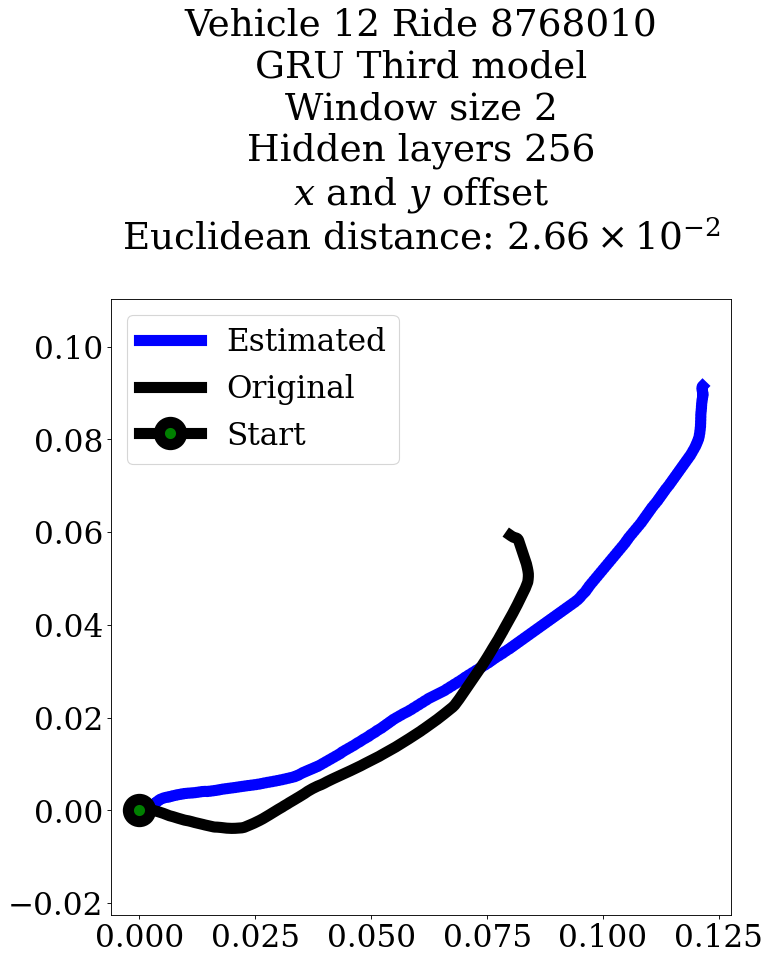 Vehicle 12 Ride 8768010
GRU Third model
Window size 2
Hidden layers 256
x and y offset
Euclidean distance: 2.66 × 10⁻²
Estimated
Original
Start
0.10
0.08
0.06
0.04
0.02
0.00
−0.02
0.000 0.025 0.050 0.075 0.100 0.125